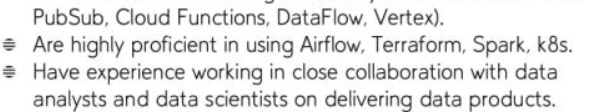 PubSub, Cloud Functions, DataFlow, Vertex).
Are highly proficient in using Airflow, Terraform, Spark, k8s.
Have experience working in close collaboration with data
analysts and data scientists on delivering data products.